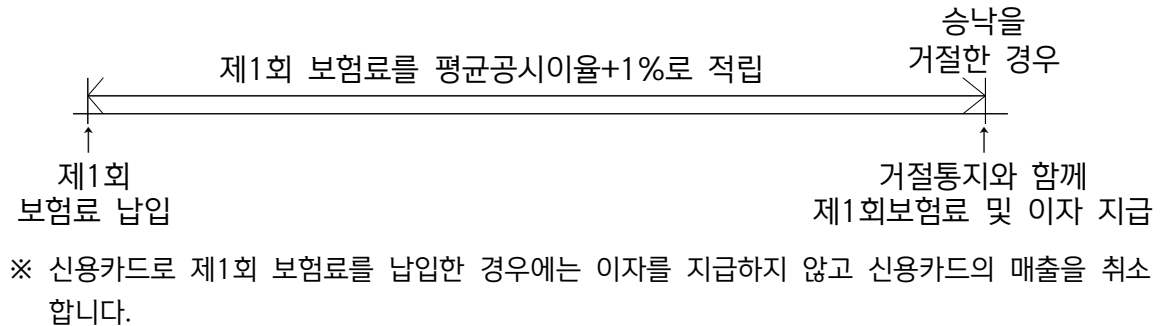 승낙을
거절한 경우
제1회 보험료를 평균공시이율+1%로 적립
↑
제1회
보험료 납입
↑
거절통지와 함께
제1회보험료 및 이자 지급
※ 신용카드로 제1회 보험료를 납입한 경우에는 이자를 지급하지 않고 신용카드의 매출을 취소
합니다.